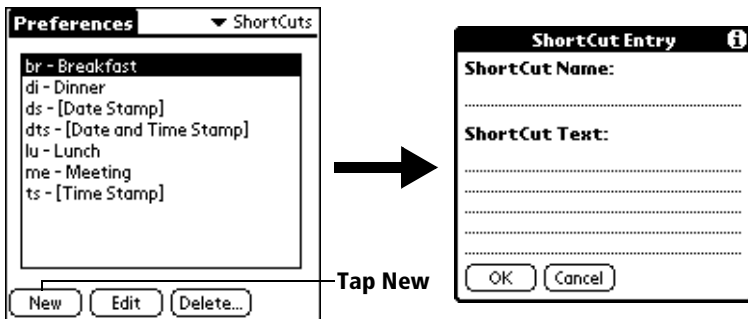 Preferences ShortCuts
br - Breakfast
di - Dinner
ds - [Date Stamp]
dts - [Date and Time Stamp]
lu - Lunch
me - Meeting
ts - [Time Stamp]
New Edit Delete...
Tap New
ShortCut Entry i
ShortCut Name:
ShortCut Text:
OK Cancel